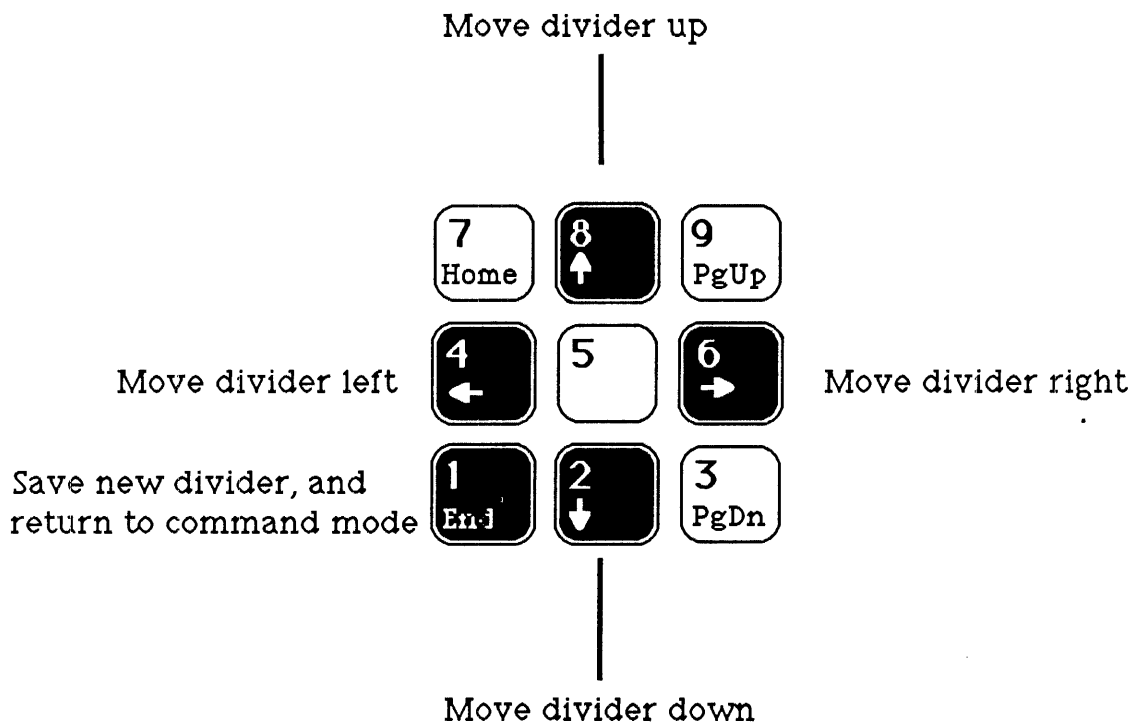 Move divider up
7
Home
8
9
PgUp
Move divider left
4
5
6
Move divider right
Save new divider, and
return to command mode
1
End
2
3
PgDn
Move divider down